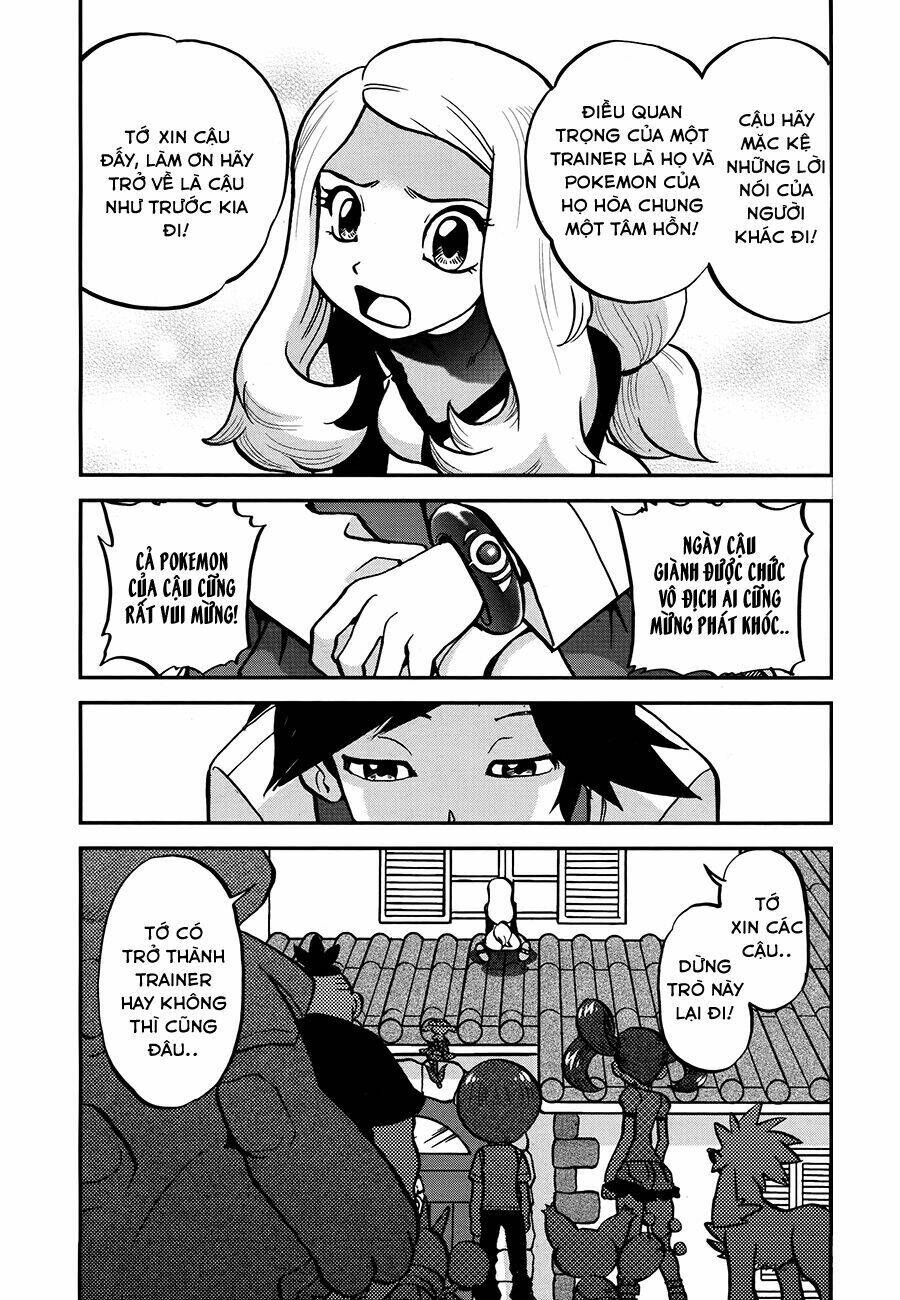 CẬU HÃY
MẶC KỆ
NHỮNG LỜI
NÓI CỦA
NGƯỜI
KHÁC ĐI!
ĐIỀU QUAN
TRỌNG CỦA MỘT
TRAINER LÀ HỌ VÀ
POKEMON CỦA
HỌ HÒA CHUNG
MỘT TÂM HỒN!
TỚ XIN CẬU
ĐẤY, LÀM ƠN HÃY
TRỞ VỀ LÀ CẬU
NHƯ TRƯỚC KIA
ĐI!
NGÀY CẬU
GIÀNH ĐƯỢC CHỨC
VÔ ĐỊCH AI CŨNG
MỪNG PHÁT KHÓC..
CẢ POKEMON
CỦA CẬU CŨNG
RẤT VUI MỪNG!
TỚ
XIN CÁC
CẬU..
DỪNG
TRÒ NÀY
LẠI ĐI!
TỚ CÓ
TRỞ THÀNH
TRAINER
HAY KHÔNG
THÌ CŨNG
ĐÂU..